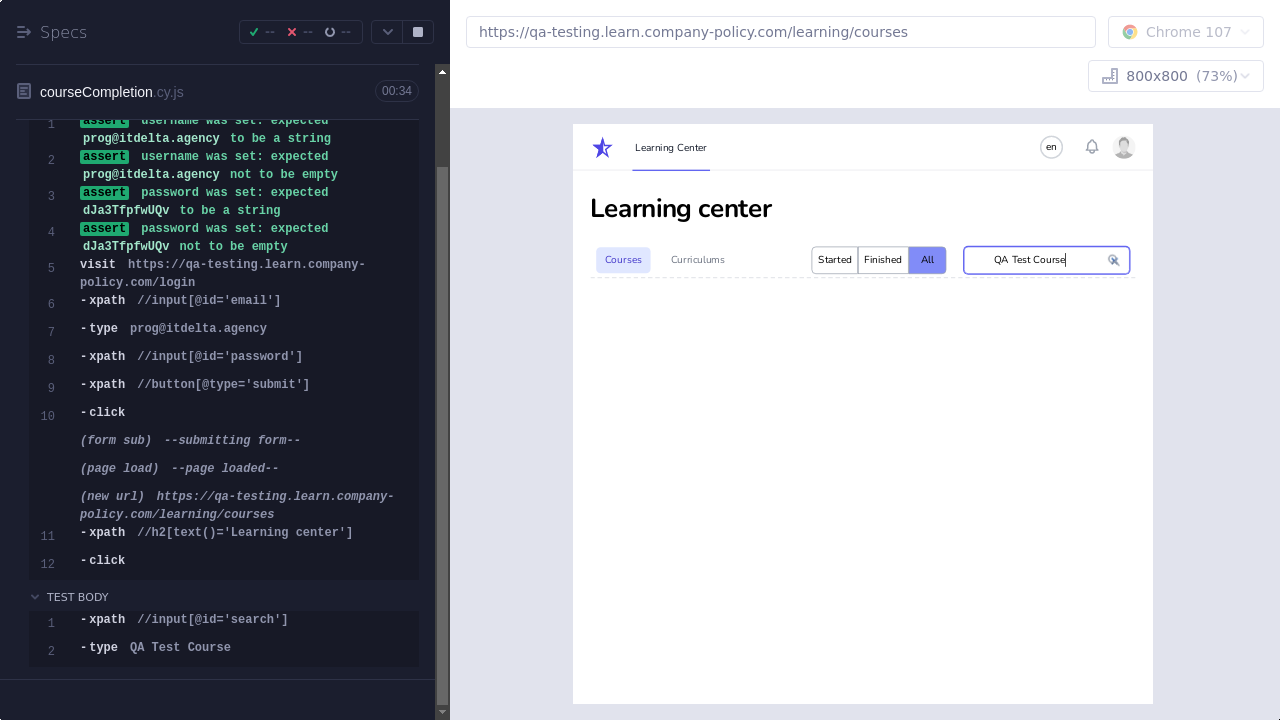 Specs
--
--
--
https://qa-testing.learn.company-policy.com/learning/courses
Chrome 107
800x800 (73%)
courseCompletion.cy.js
00:34
1 assert username was set: expected
prog@itdelta.agency to be a string
2 assert username was set: expected
prog@itdelta.agency not to be empty
3 assert password was set: expected
dJa3TfpfwUQv to be a string
4 assert password was set: expected
dJa3TfpfwUQv not to be empty
5 visit https://qa-testing.learn.company-
policy.com/login
6 -xpath //input[@id='email']
7 -type prog@itdelta.agency
8 -xpath //input[@id='password']
9 -xpath //button[@type='submit']
10 -click
(form sub) --submitting form--
(page load) --page loaded--
(new url) https://qa-testing.learn.company-
policy.com/learning/courses
11 -xpath //h2[text()='Learning center']
12 -click
TEST BODY
1 -xpath //input[@id='search']
2 -type QA Test Course
Learning Center
en
Learning center
Courses
Curriculums
Started
Finished
All
QA Test Course